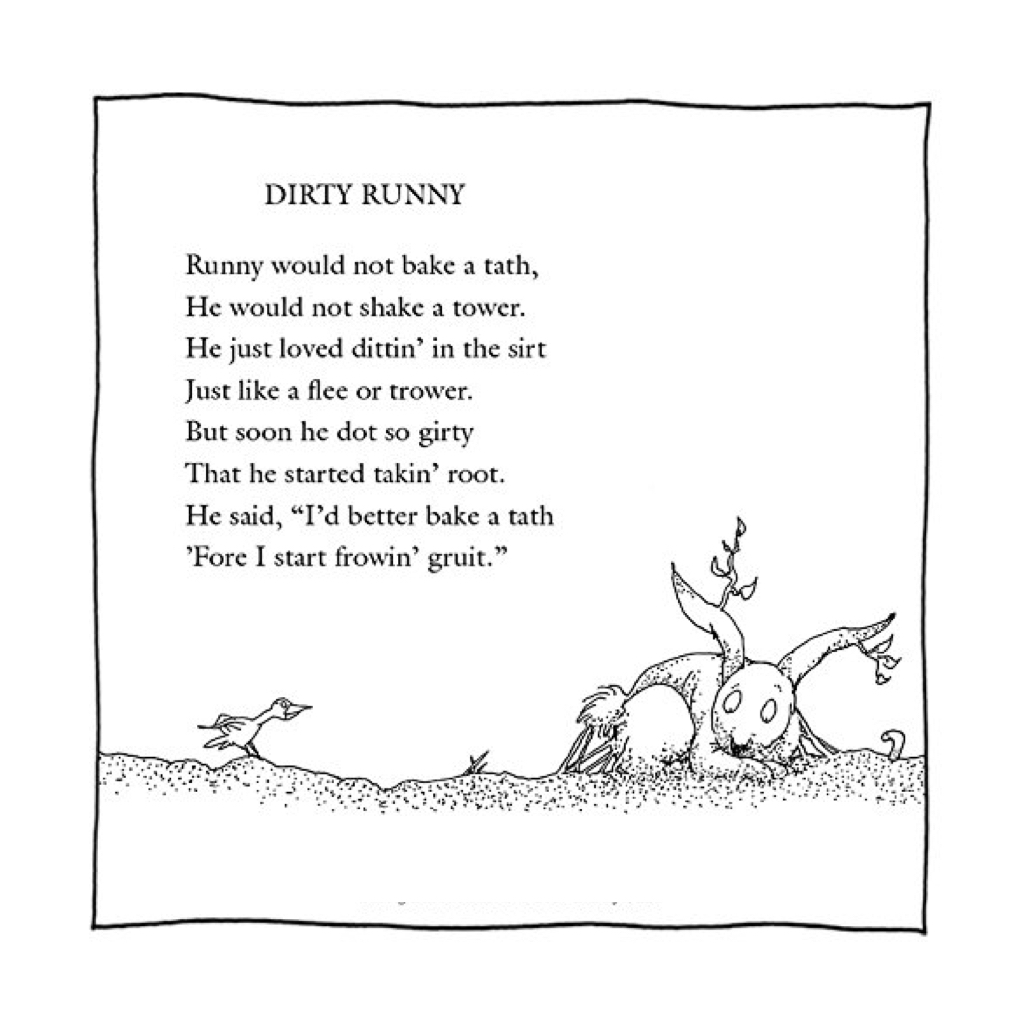 DIRTY RUNNY
Runny would not bake a tath,
He would not shake a tower.
He just loved dittin’ in the sirt
Just like a flee or trower.
But soon he dot so girty
That he started takin’ root.
He said, “I’d better bake a tath
’Fore I start frowin’ gruit.”